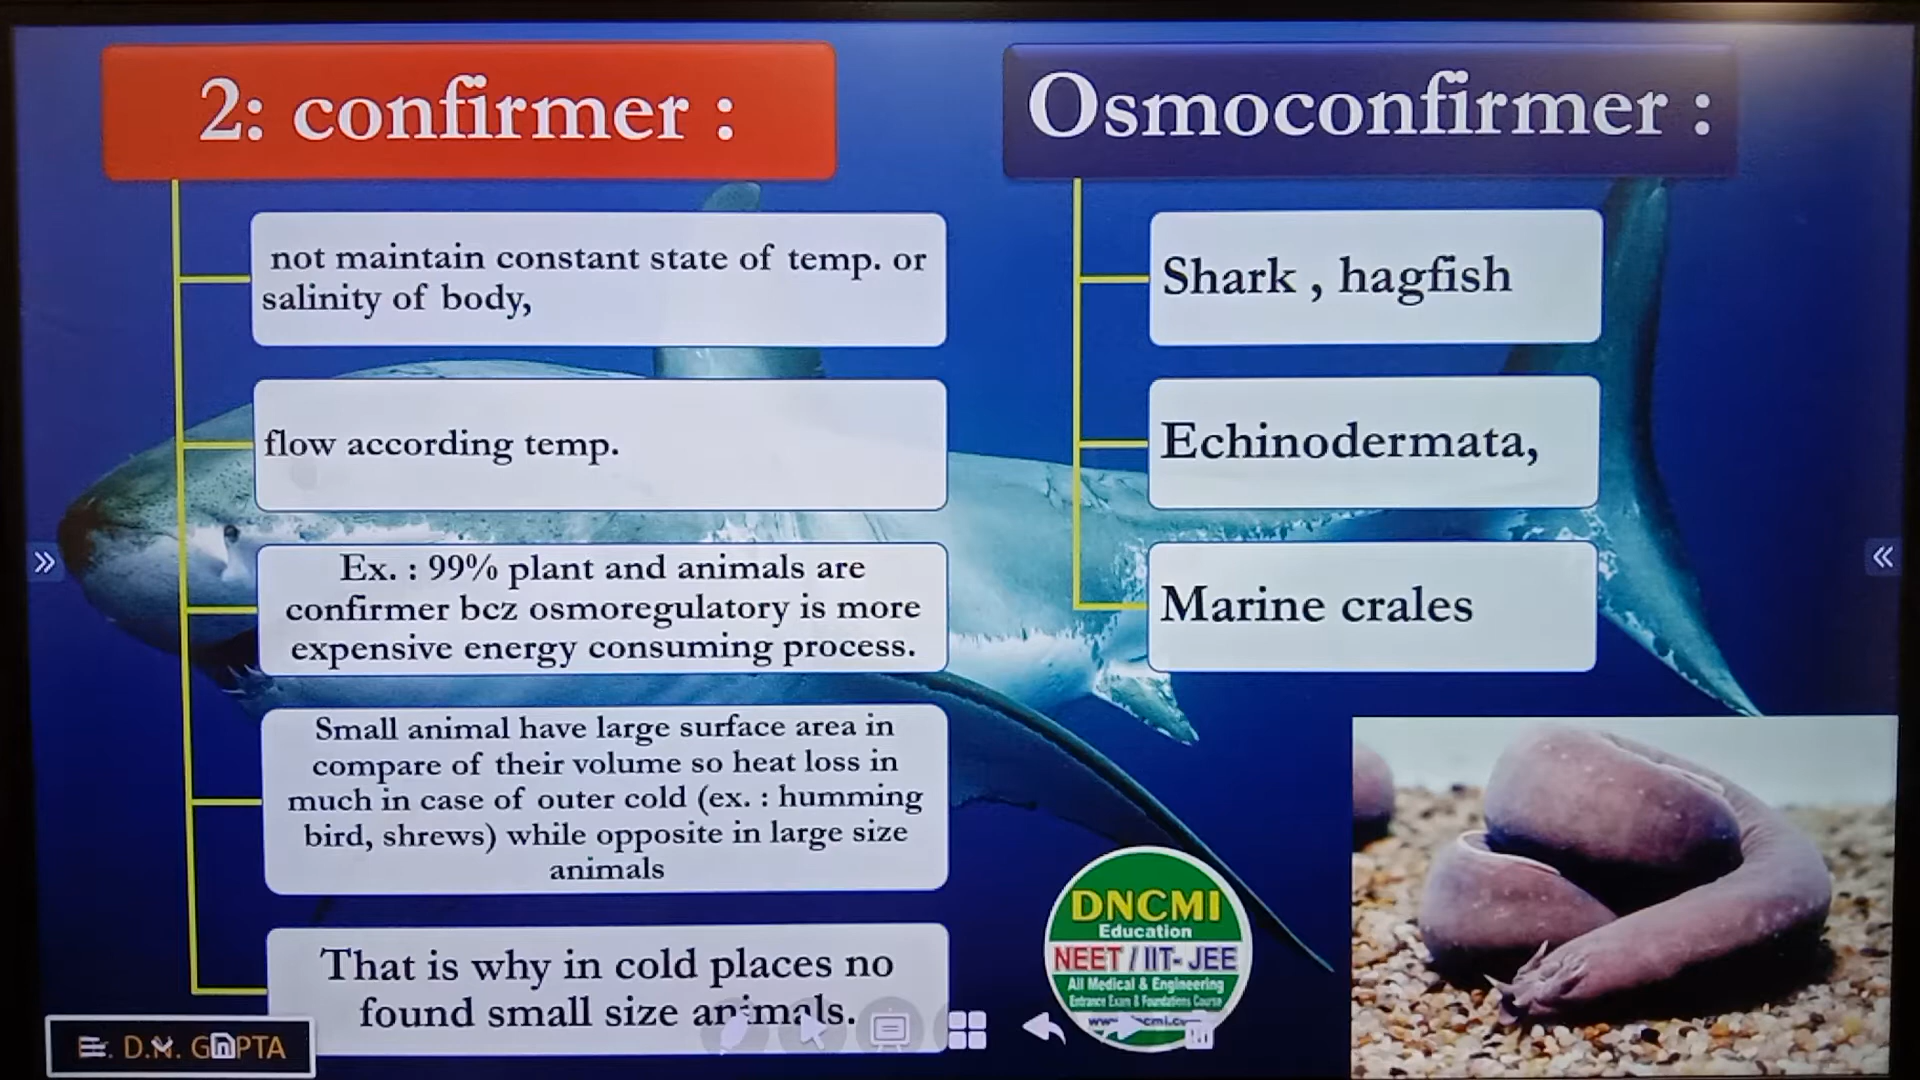 2: confirmer :
not maintain constant state of temp. or
salinity of body,
flow according temp.
Ex. : 99% plant and animals are
confirmer bcz osmoregulatory is more
expensive energy consuming process.
Small animal have large surface area in
compare of their volume so heat loss in
much in case of outer cold (ex. : humming
bird, shrews) while opposite in large size
animals
That is why in cold places no
found small size animals.
Osmoconfirmer :
Shark , hagfish
Echinodermata,
Marine crales
DNCMI
Education
NEET / IIT- JEE
All Medical & Engineering
Entrance Exam & Foundations Course
D.N. GUPTA